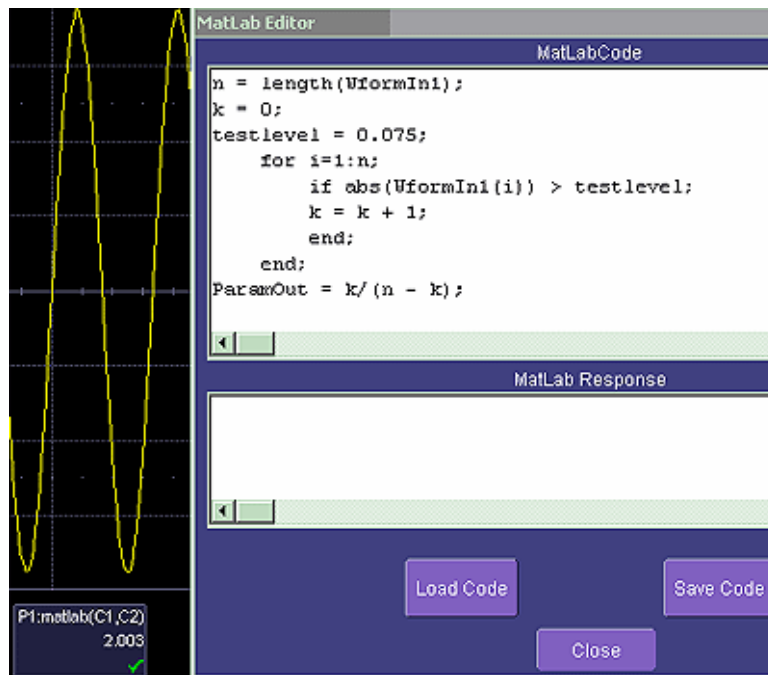 MatLab Editor
MatLabCode
n = length(WformIn1);
k = 0;
testlevel = 0.075;
for i=1:n;
if abs(WformIn1(i)) > testlevel;
k = k + 1;
end;
end;
ParamOut = k/(n - k);
MatLab Response
Load Code
Save Code
Close
P1:matlab(C1,C2)
2.003